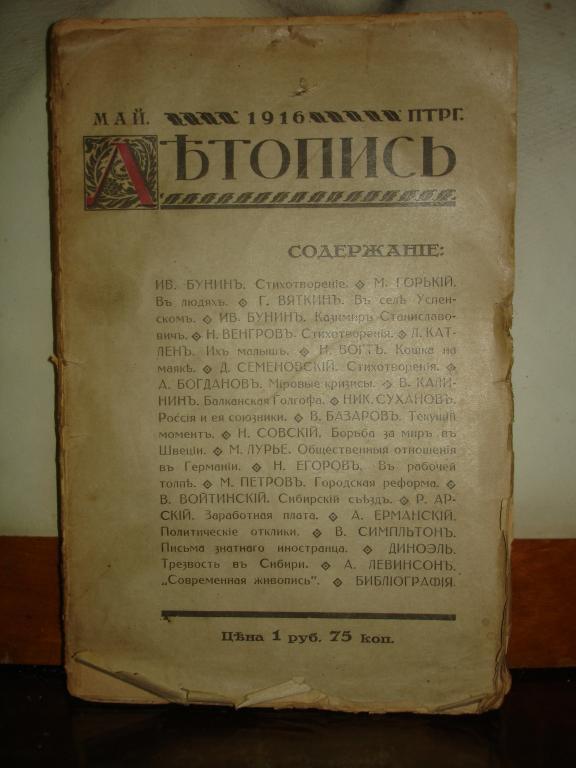 МАЙ. 1916 ПТРГ.
ЛѢТОПИСЬ
СОДЕРЖАНІЕ:
ИВ. БУНИНЪ. Стихотвореніе. ◈ М. ГОРЬКІЙ.
Въ людяхъ. ◈ Г. ВЯТКИНЪ. Въ селѣ Успен-
скомъ. ◈ ИВ. БУНИНЪ. Казимиръ Станиславо-
вичъ. ◈ Н. ВЕНГРОВЪ. Стихотворенія. ◈ Л. КАТ-
ЛЕНЪ. Ихъ малышъ. ◈ Н. ВОГТЪ. Кошка на
маякѣ. ◈ Д. СЕМЕНОВСКІЙ. Стихотворенія. ◈
А. БОГДАНОВЪ. Міровые кризисы. ◈ В. КАЛИ-
НИНЪ. Балканская Голгофа. ◈ НИК. СУХАНОВЪ.
Россія и ея союзники. ◈ В. БАЗАРОВЪ. Текущій
моментъ. ◈ Н. СОВСКІЙ. Борьба за миръ въ
Швеціи. ◈ М. ЛУРЬЕ. Общественныя отношенія
въ Германіи. ◈ Н. ЕГОРОВЪ. Въ рабочей
толпѣ. ◈ М. ПЕТРОВЪ. Городская реформа. ◈
В. ВОЙТИНСКІЙ. Сибирскій съѣздъ. ◈ Р. АР-
СКІЙ. Заработная плата. ◈ А. ЕРМАНСКІЙ.
Политическіе отклики. ◈ В. СИМПЛЬТОНЪ.
Письма знатнаго иностранца. ◈ ДИНОЭЛЬ.
Трезвость въ Сибири. ◈ А. ЛЕВИНСОНЪ.
„Современная живопись". ◈ БИБЛІОГРАФІЯ.
Цѣна 1 руб. 75 коп.